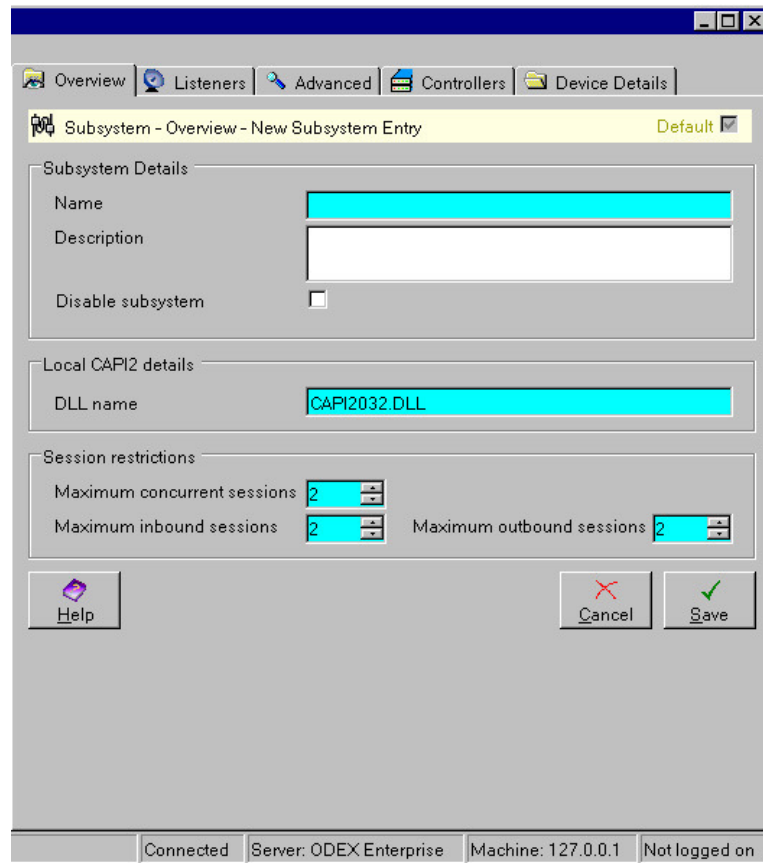 Overview Listeners Advanced Controllers Device Details
Subsystem - Overview - New Subsystem Entry Default
Subsystem Details
Name
Description
Disable subsystem
Local CAPI2 details
DLL name CAPI2032.DLL
Session restrictions
Maximum concurrent sessions 2
Maximum inbound sessions 2 Maximum outbound sessions 2
Help Cancel Save
Connected Server: ODEX Enterprise Machine: 127.0.0.1 Not logged on